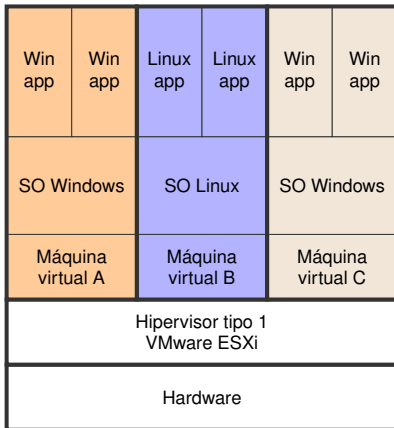 Win
app
Win
app
Linux
app
Linux
app
Win
app
Win
app
SO Windows
SO Linux
SO Windows
Máquina
virtual A
Máquina
virtual B
Máquina
virtual C
Hipervisor tipo 1
VMware ESXi
Hardware